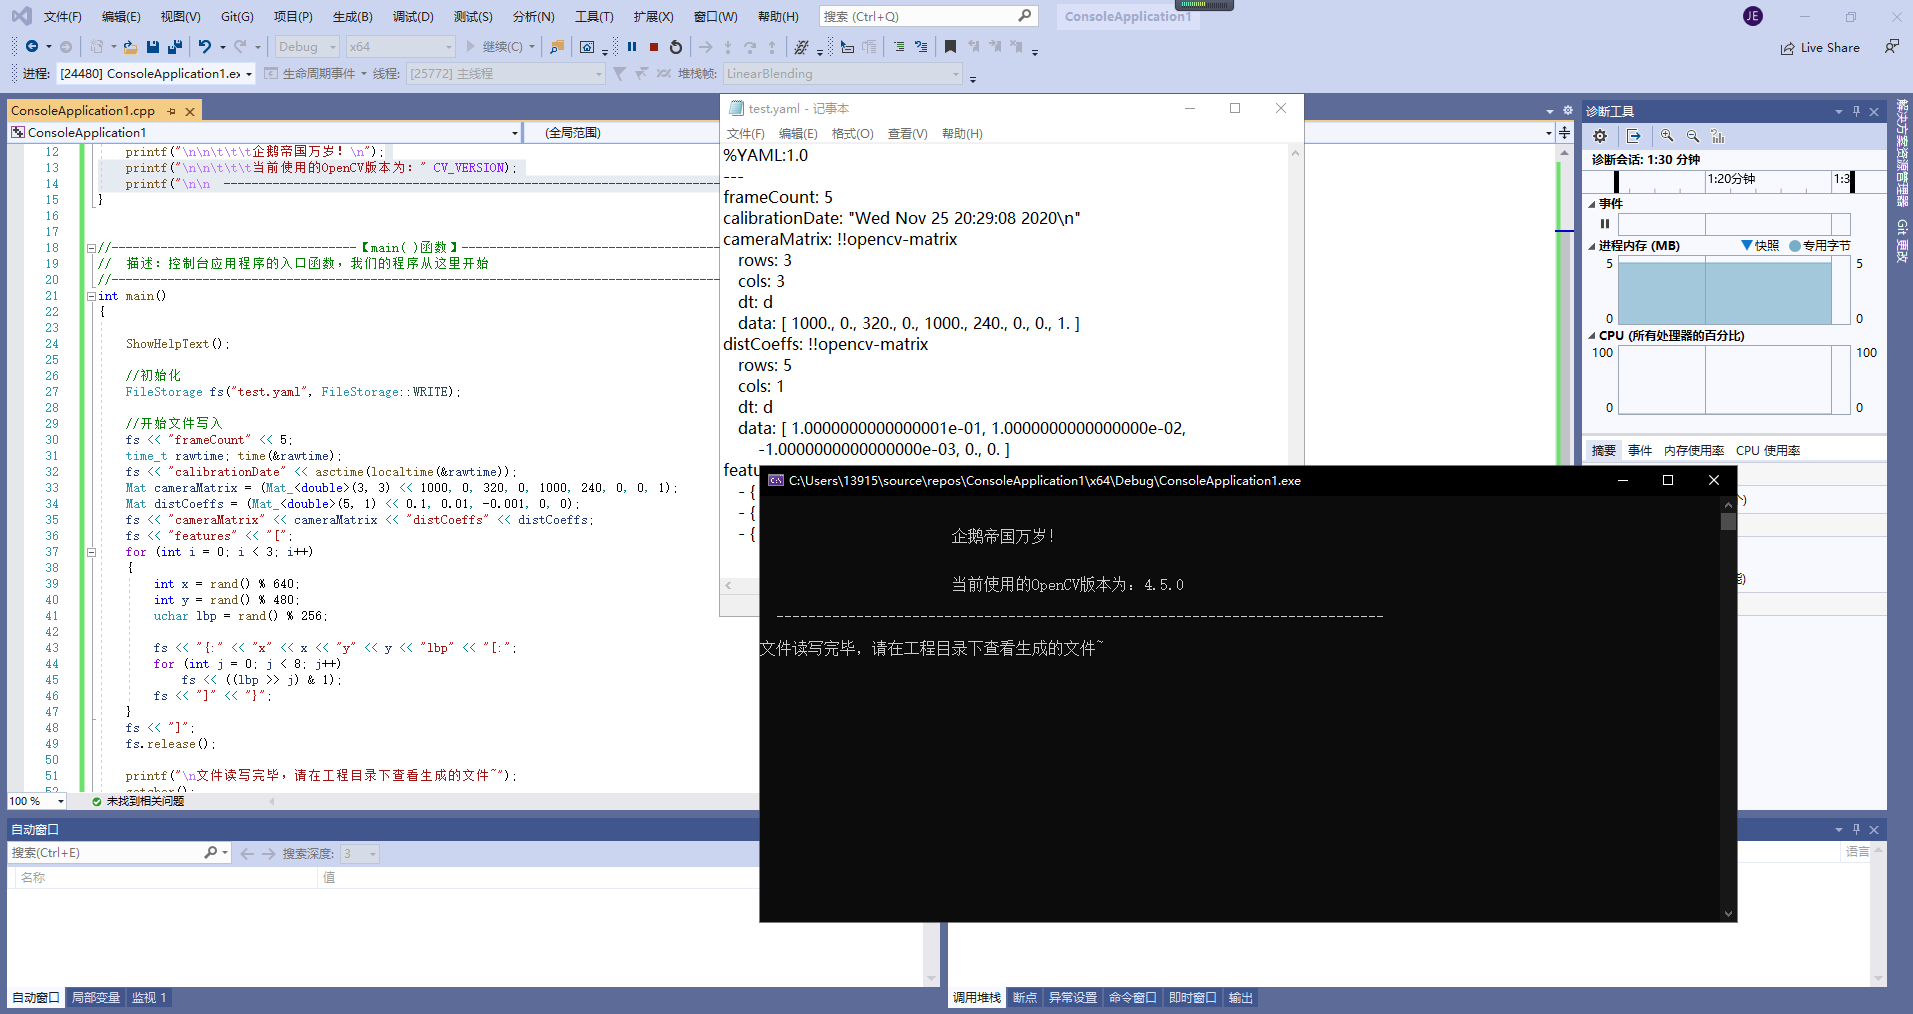 文件(F) 编辑(E) 视图(V) Git(G) 项目(P) 生成(B) 调试(D) 测试(S) 分析(N) 工具(T) 扩展(X) 窗口(W) 帮助(H) 搜索 (Ctrl+Q) ConsoleApplication1 JE
Debug x64 继续(C) Live Share
进程: [24480] ConsoleApplication1.ex 生命周期事件 线程: [25772] 主线程 堆栈帧: LinearBlending
ConsoleApplication1.cpp
ConsoleApplication1 (全局范围)
12 printf("\n\n\t\t\t企鹅帝国万岁! \n");
13 printf("\n\n\t\t\t当前使用的OpenCV版本为: " CV_VERSION);
14 printf("\n\n ----------------------------------------------------------------------
15 }
16
17
18 //-----------------------------------【main( )函数】-------------------------------------
19 // 描述: 控制台应用程序的入口函数, 我们的程序从这里开始
20 //---------------------------------------------------------------------------------------
21 int main()
22 {
23
24 ShowHelpText();
25
26 //初始化
27 FileStorage fs("test.yaml", FileStorage::WRITE);
28
29 //开始文件写入
30 fs << "frameCount" << 5;
31 time_t rawtime; time(&rawtime);
32 fs << "calibrationDate" << asctime(localtime(&rawtime));
33 Mat cameraMatrix = (Mat_<double>(3, 3) << 1000, 0, 320, 0, 1000, 240, 0, 0, 1);
34 Mat distCoeffs = (Mat_<double>(5, 1) << 0.1, 0.01, -0.001, 0, 0);
35 fs << "cameraMatrix" << cameraMatrix << "distCoeffs" << distCoeffs;
36 fs << "features" << "[";
37 for (int i = 0; i < 3; i++)
38 {
39 int x = rand() % 640;
40 int y = rand() % 480;
41 uchar lbp = rand() % 256;
42
43 fs << "{:" << "x" << x << "y" << y << "lbp" << "[:";
44 for (int j = 0; j < 8; j++)
45 fs << ((lbp >> j) & 1);
46 fs << "]" << "}";
47 }
48 fs << "]";
49 fs.release();
50
51 printf("\n文件读写完毕, 请在工程目录下查看生成的文件~");
52 getchar();
100 % 未找到相关问题
test.yaml - 记事本
文件(F) 编辑(E) 格式(O) 查看(V) 帮助(H)
%YAML:1.0
---
frameCount: 5
calibrationDate: "Wed Nov 25 20:29:08 2020\n"
cameraMatrix: !!opencv-matrix
rows: 3
cols: 3
dt: d
data: [ 1000., 0., 320., 0., 1000., 240., 0., 0., 1. ]
distCoeffs: !!opencv-matrix
rows: 5
cols: 1
dt: d
data: [ 1.0000000000000001e-01, 1.0000000000000000e-02,
-1.0000000000000000e-03, 0., 0. ]
featu
- {
- {
- {
C:\Users\13915\source\repos\ConsoleApplication1\x64\Debug\ConsoleApplication1.exe
企鹅帝国万岁!
当前使用的OpenCV版本为: 4.5.0
----------------------------------------------------------------------------
文件读写完毕, 请在工程目录下查看生成的文件~
诊断工具
诊断会话: 1:30 分钟
1:20分钟 1:3
事件
进程内存 (MB) 快照 专用字节
5 5
0 0
CPU (所有处理器的百分比)
100 100
0 0
摘要 事件 内存使用率 CPU 使用率
解决方案资源管理器
Git 更改
自动窗口
搜索(Ctrl+E) 搜索深度: 3
名称 值
语言
自动窗口 局部变量 监视 1
调用堆栈 断点 异常设置 命令窗口 即时窗口 输出